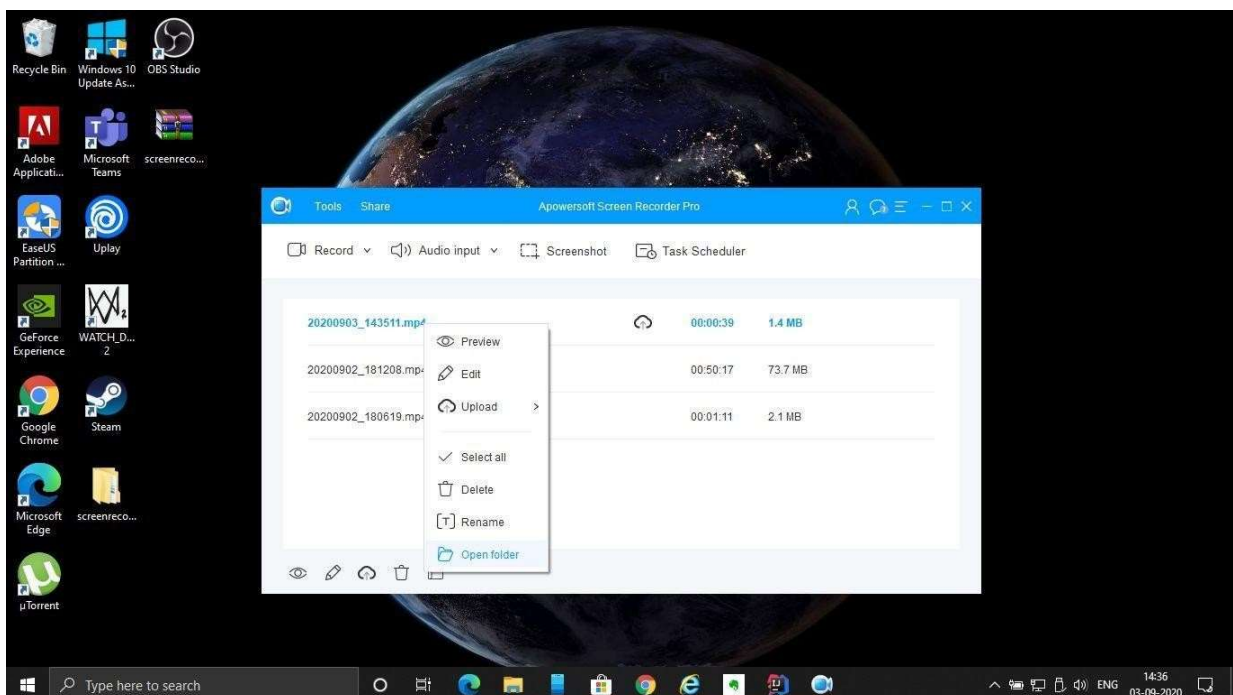 Recycle Bin
Windows 10
Update As...
OBS Studio
Adobe
Applicati...
Microsoft
Teams
screenreco...
EaseUS
Partition ...
Uplay
GeForce
Experience
WATCH_D...
2
Google
Chrome
Steam
Microsoft
Edge
screenreco...
µTorrent
Tools Share Apowersoft Screen Recorder Pro
Record Audio input Screenshot Task Scheduler
20200903_143511.mp4 00:00:39 1.4 MB
20200902_181208.mp4 00:50:17 73.7 MB
20200902_180619.mp4 00:01:11 2.1 MB
Preview
Edit
Upload
Select all
Delete
[T] Rename
Open folder
Type here to search
ENG
14:36
03-09-2020